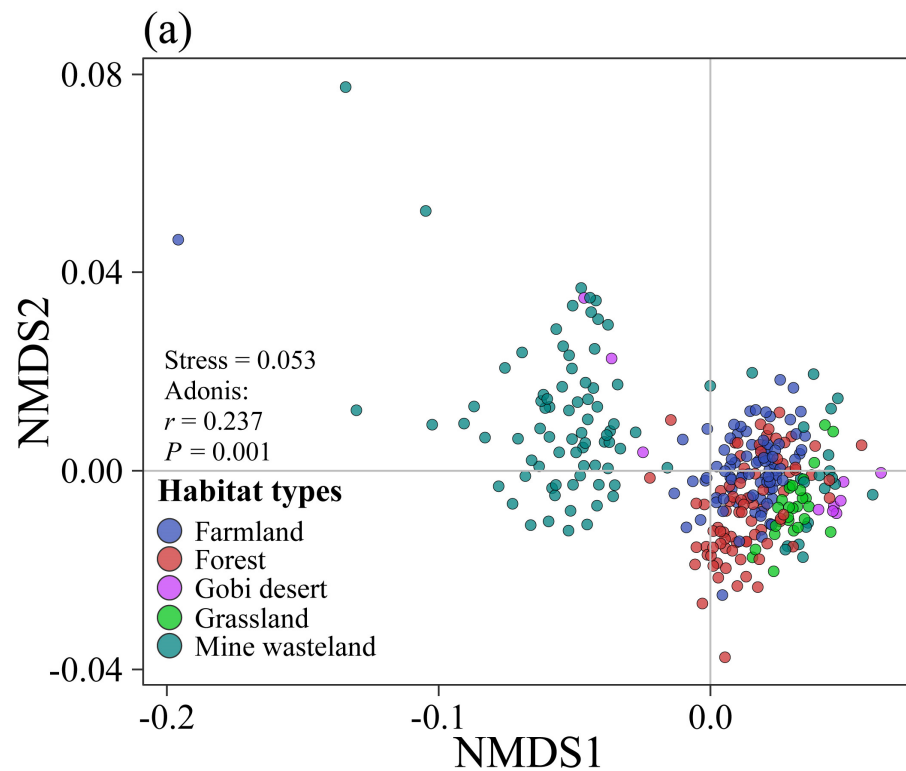 (a)
0.08
0.04
0.00
-0.04
NMDS2
Stress = 0.053
Adonis:
r = 0.237
P = 0.001
Habitat types
Farmland
Forest
Gobi desert
Grassland
Mine wasteland
-0.2 -0.1 0.0
NMDS1